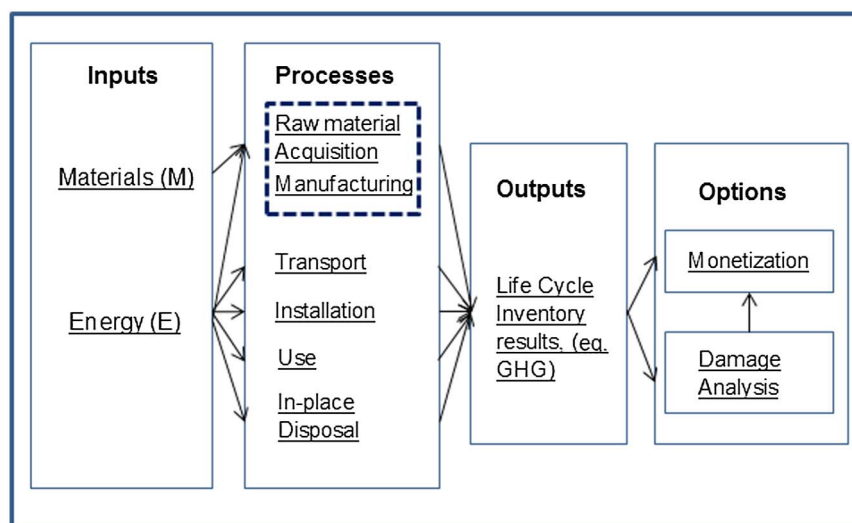 Inputs
Materials (M)
Energy (E)
Processes
Raw material
Acquisition
Manufacturing
Transport
Installation
Use
In-place
Disposal
Outputs
Life Cycle
Inventory
results, (eq.
GHG)
Options
Monetization
Damage
Analysis